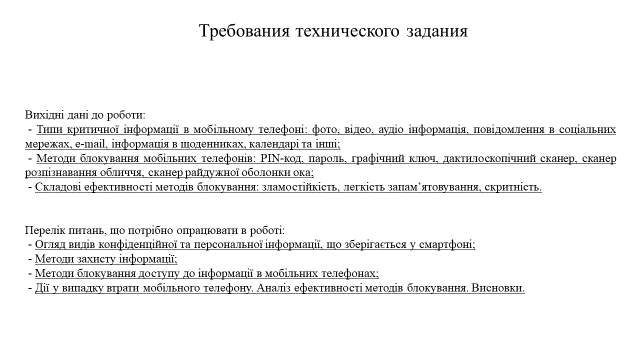 Требования технического задания
Вихідні дані до роботи:
- Типи критичної інформації в мобільному телефоні: фото, відео, аудіо інформація, повідомлення в соціальних
мережах, e-mail, інформація в щоденниках, календарі та інші;
- Методи блокування мобільних телефонів: PIN-код, пароль, графічний ключ, дактилоскопічний сканер, сканер
розпізнавання обличчя, сканер райдужної оболонки ока;
- Складові ефективності методів блокування: зламостійкість, легкість запам’ятовування, скритність.
Перелік питань, що потрібно опрацювати в роботі:
- Огляд видів конфіденційної та персональної інформації, що зберігається у смартфоні;
- Методи захисту інформації;
- Методи блокування доступу до інформації в мобільних телефонах;
- Дії у випадку втрати мобільного телефону. Аналіз ефективності методів блокування. Висновки.